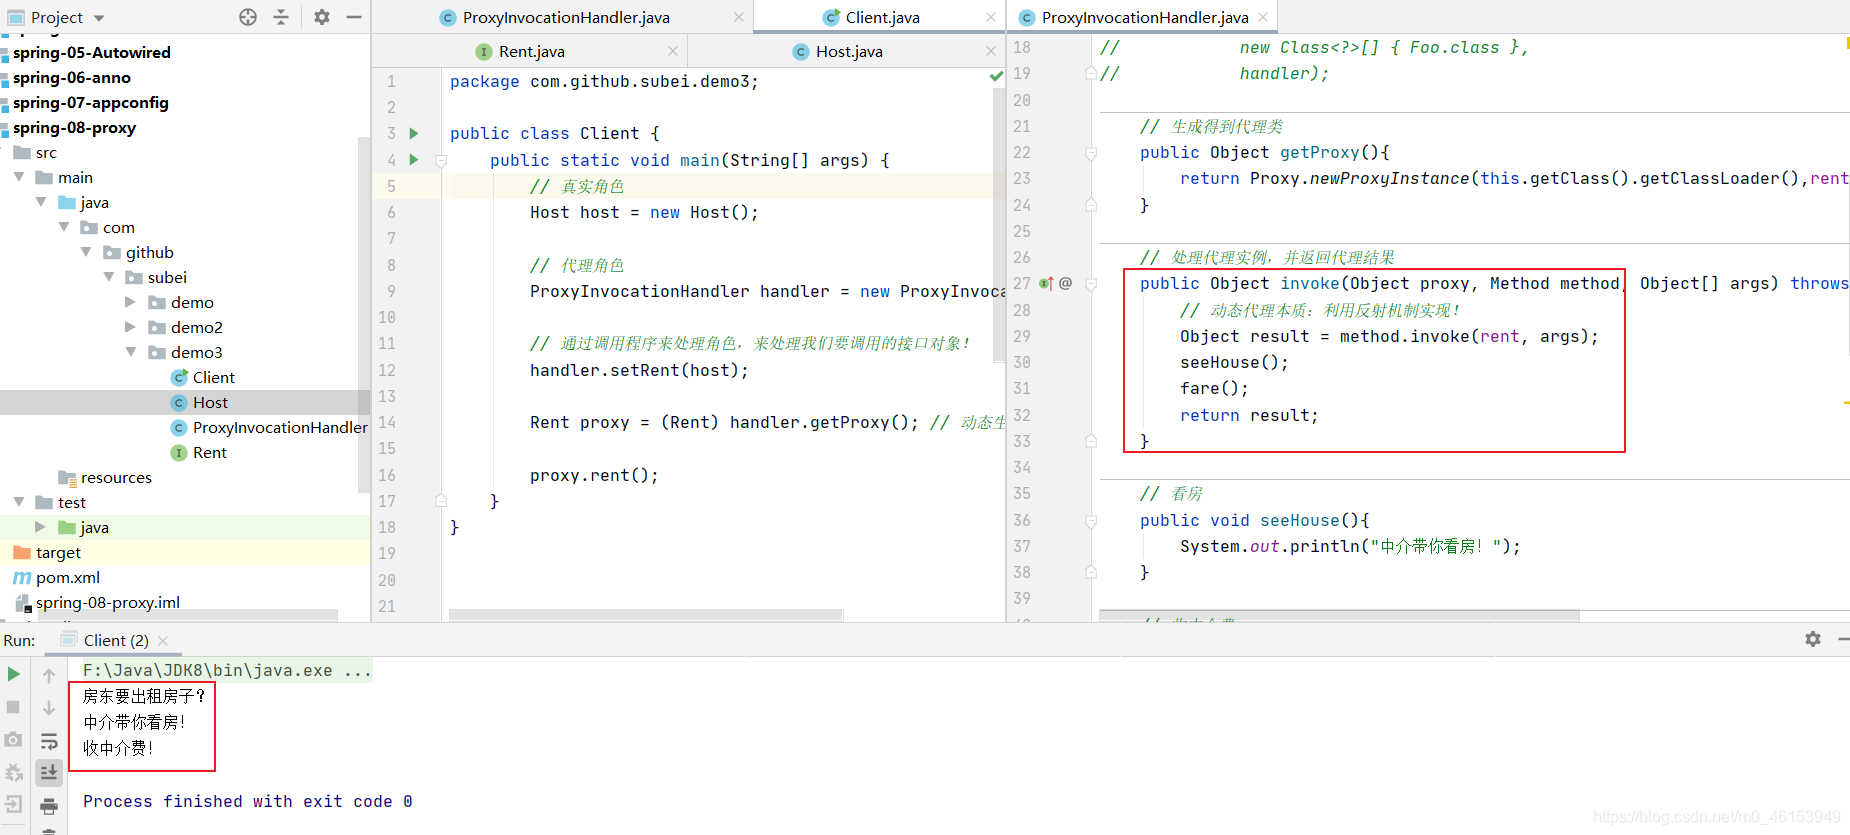 Project
spring-05-Autowired
spring-06-anno
spring-07-appconfig
spring-08-proxy
src
main
java
com
github
subei
demo
demo2
demo3
Client
Host
ProxyInvocationHandler
Rent
resources
test
java
target
pom.xml
spring-08-proxy.iml
ProxyInvocationHandler.java
Client.java
Rent.java
Host.java
1 package com.github.subei.demo3;
2
3 public class Client {
4 public static void main(String[] args) {
5 // 真实角色
6 Host host = new Host();
7
8 // 代理角色
9 ProxyInvocationHandler handler = new ProxyInvoca
10
11 // 通过调用程序来处理角色，来处理我们要调用的接口对象！
12 handler.setRent(host);
13
14 Rent proxy = (Rent) handler.getProxy(); // 动态生
15
16 proxy.rent();
17 }
18 }
19
20
21
ProxyInvocationHandler.java
18 // new Class<?>[] { Foo.class },
19 // handler);
20
21 // 生成得到代理类
22 public Object getProxy(){
23 return Proxy.newProxyInstance(this.getClass().getClassLoader(),rent
24 }
25
26 // 处理代理实例，并返回代理结果
27 public Object invoke(Object proxy, Method method, Object[] args) throws
28 // 动态代理本质：利用反射机制实现！
29 Object result = method.invoke(rent, args);
30 seeHouse();
31 fare();
32 return result;
33 }
34
35 // 看房
36 public void seeHouse(){
37 System.out.println("中介带你看房！");
38 }
39
Run: Client (2)
F:\Java\JDK8\bin\java.exe ...
房东要出租房子？
中介带你看房！
收中介费！
Process finished with exit code 0
https://blog.csdn.net/m0_46153949